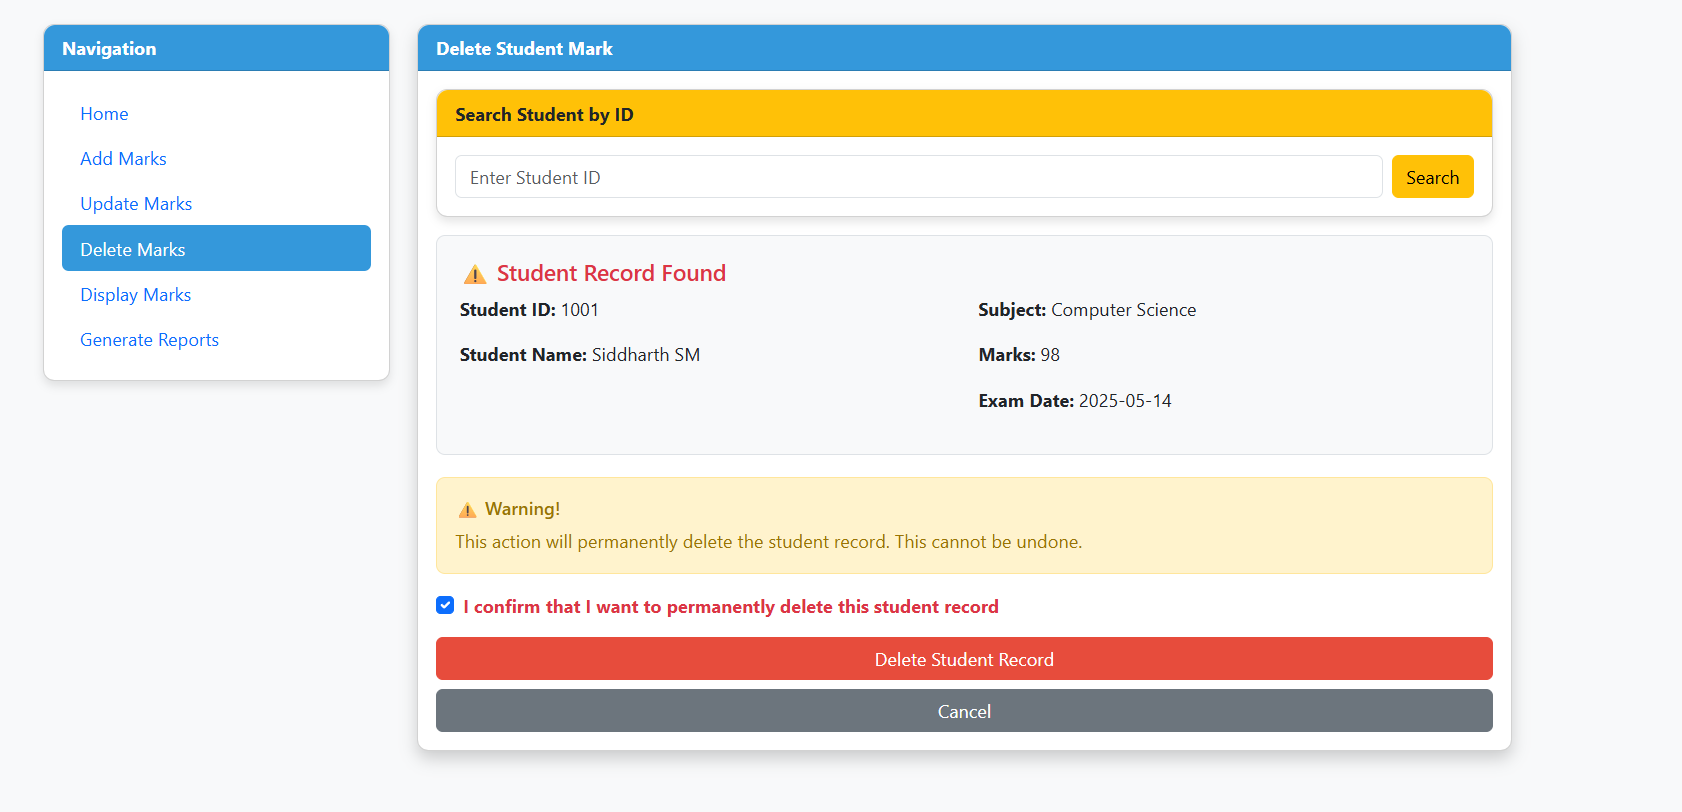 Navigation
Home
Add Marks
Update Marks
Delete Marks
Display Marks
Generate Reports
Delete Student Mark
Search Student by ID
Enter Student ID
Search
Student Record Found
Student ID: 1001
Student Name: Siddharth SM
Subject: Computer Science
Marks: 98
Exam Date: 2025-05-14
Warning!
This action will permanently delete the student record. This cannot be undone.
I confirm that I want to permanently delete this student record
Delete Student Record
Cancel